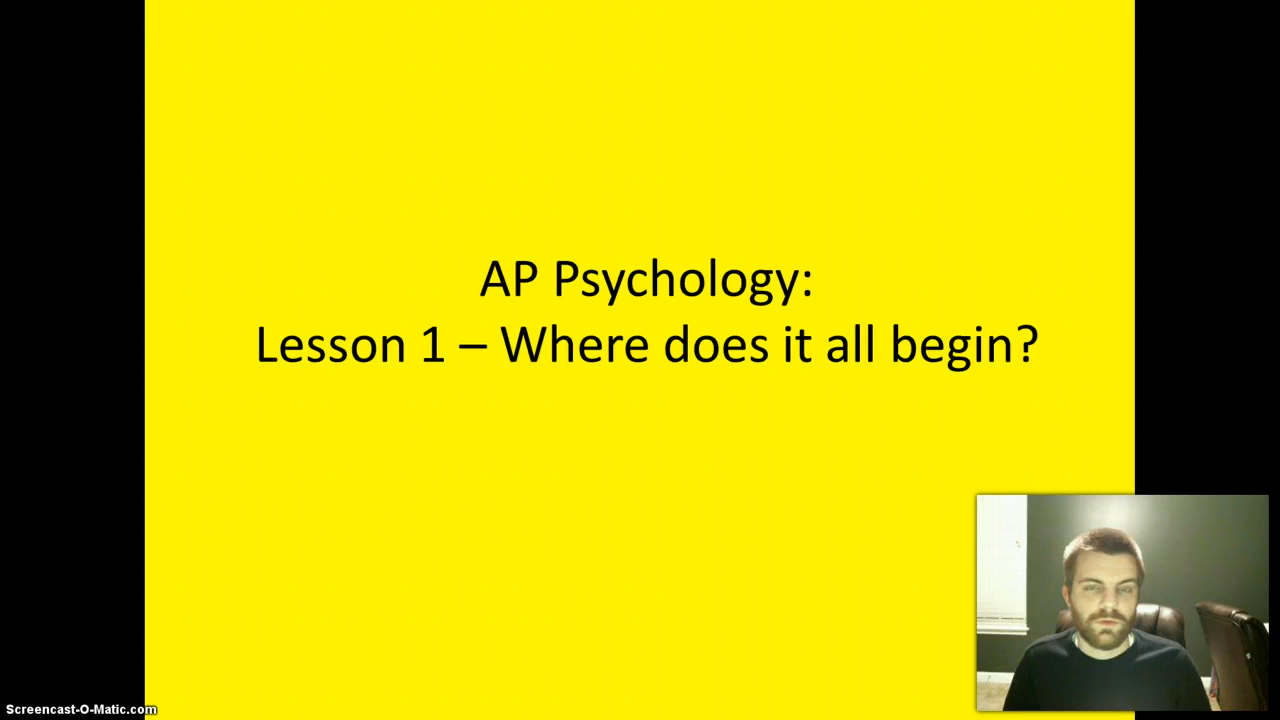 AP Psychology:
Lesson 1 – Where does it all begin?
Screencast-O-Matic.com